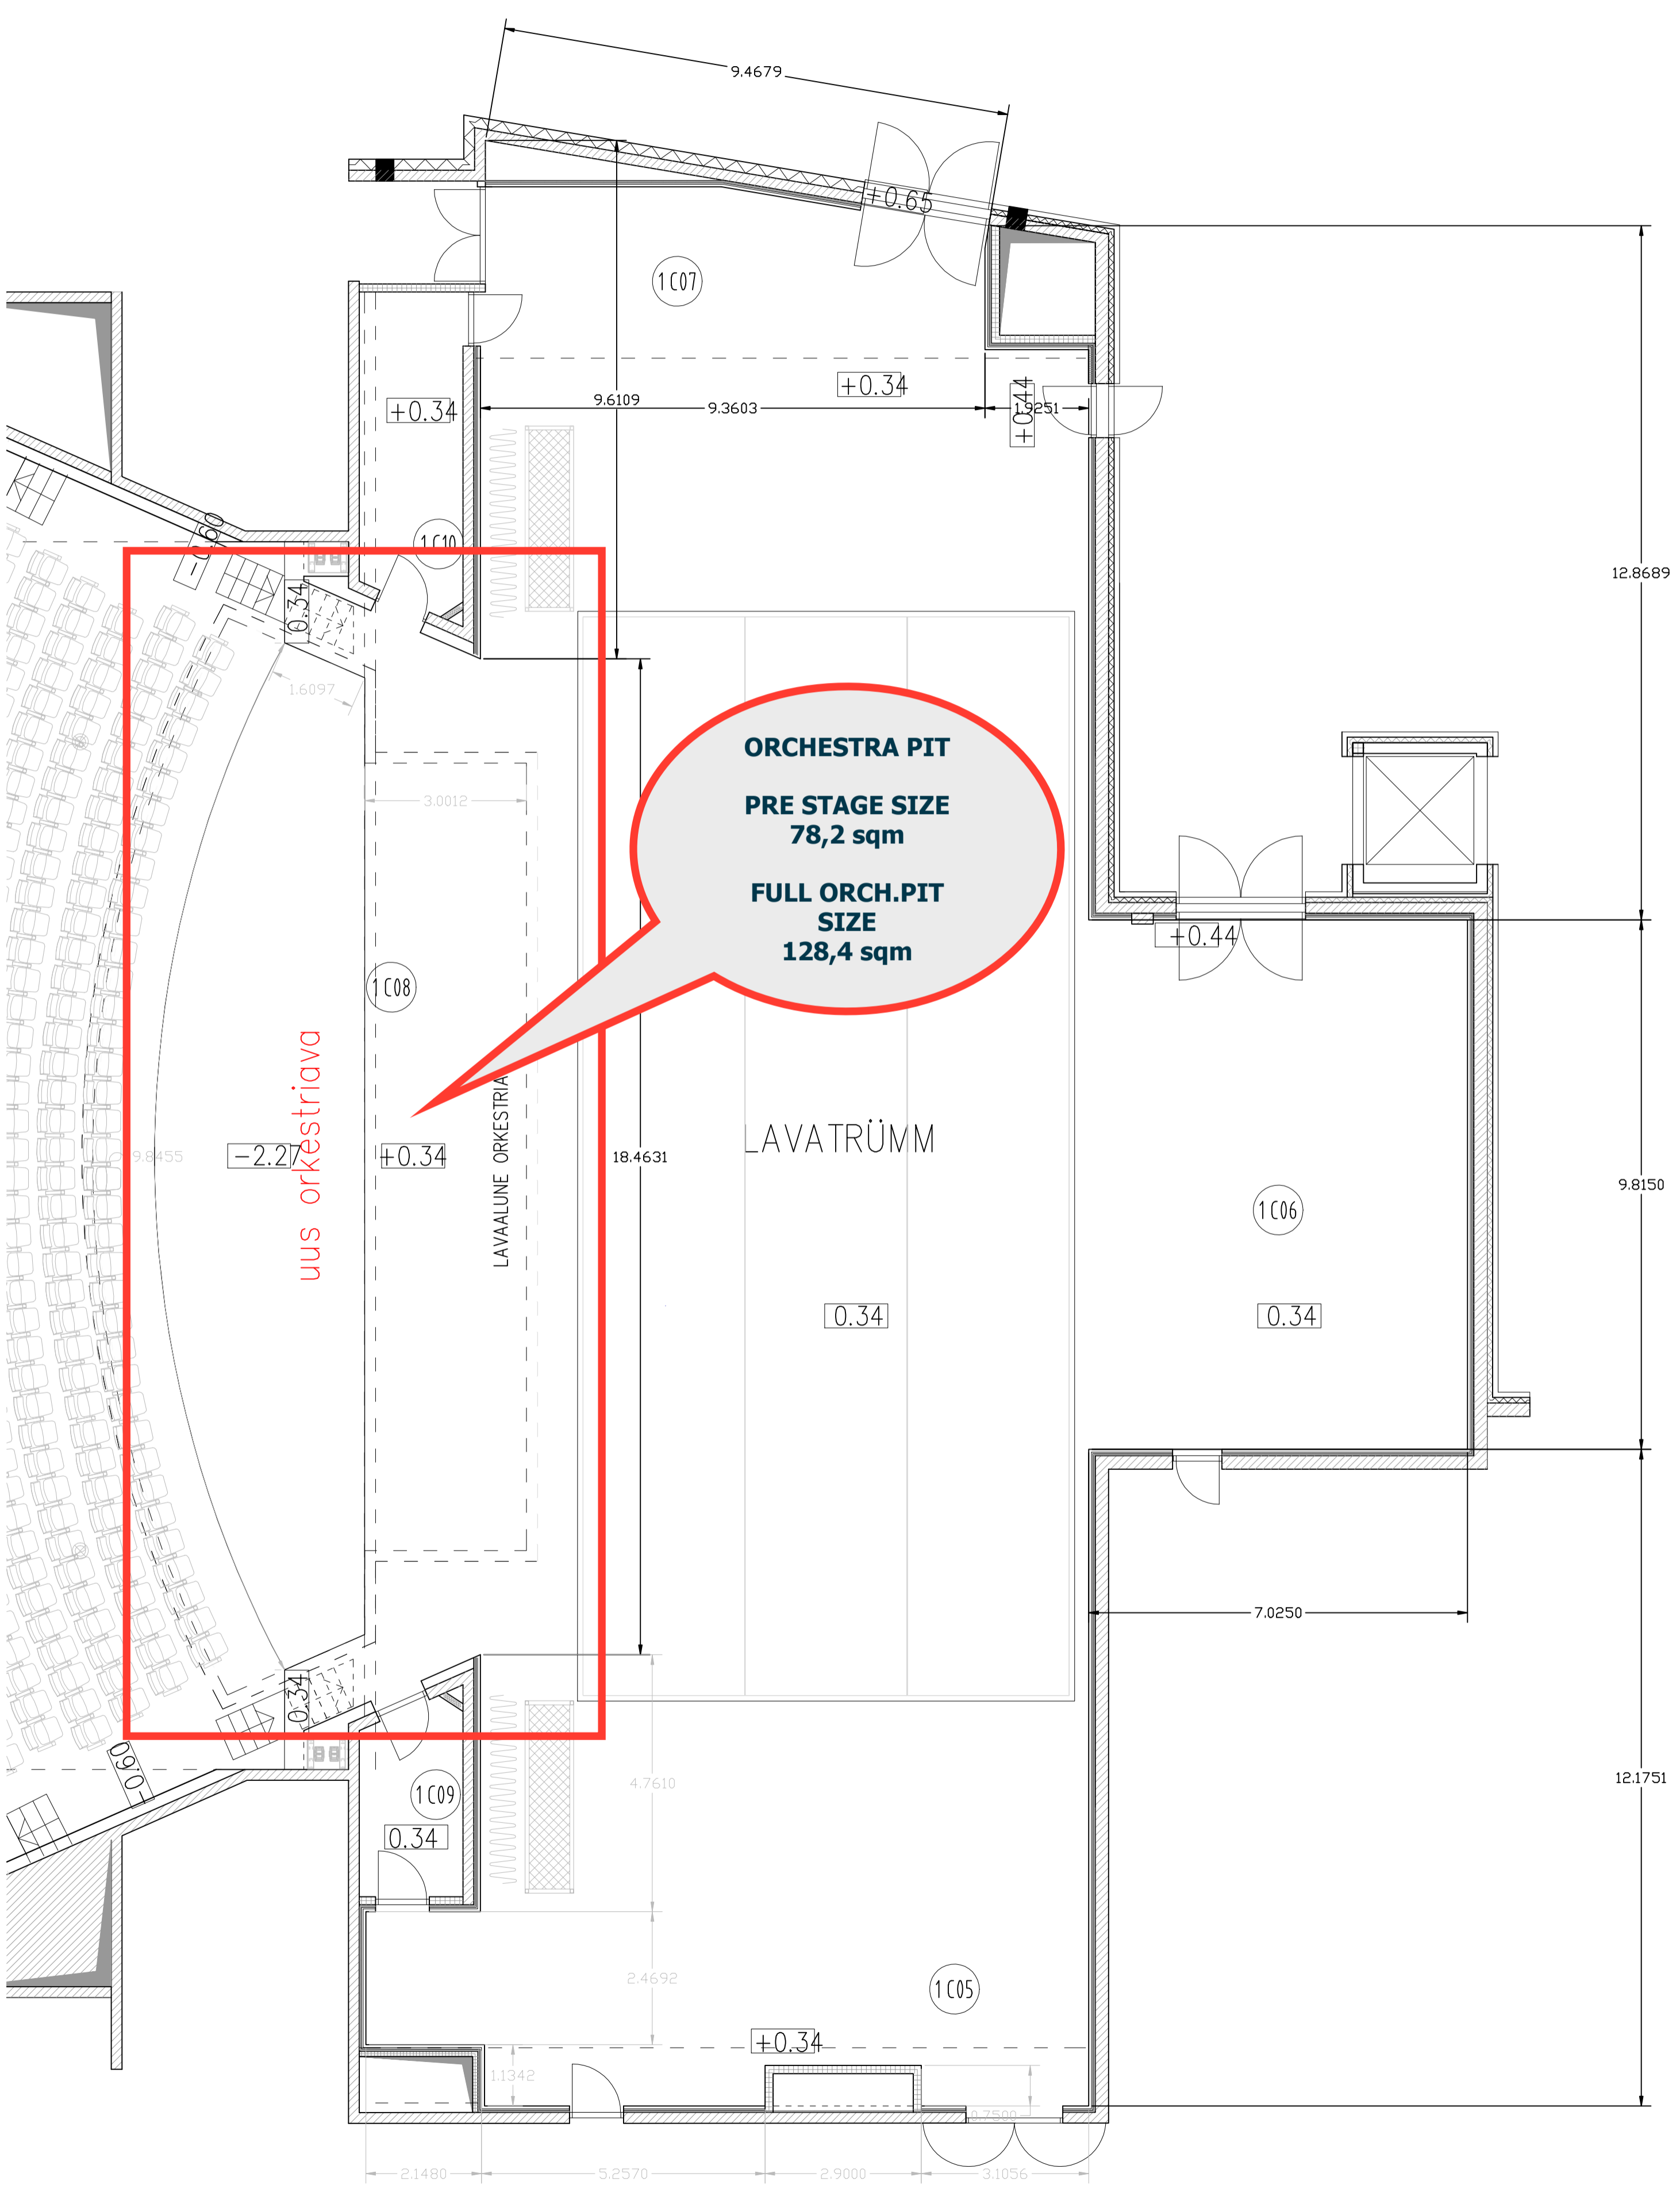 9.4679
+0.65
1C07
+0.34
+0.34
9.6109
9.3603
1.9251
+0.44
1C10
-0.60
0.34
12.8689
1.6097
3.0012
ORCHESTRA PIT
PRE STAGE SIZE
78,2 sqm
FULL ORCH.PIT
SIZE
128,4 sqm
+0.44
1C08
uus orkestriava
LAVAALUNE ORKESTRIA
9.8455
-2.27
+0.34
18.4631
LAVATRÜMM
9.8150
1C06
0.34
0.34
7.0250
0.34
-0.60
4.7610
12.1751
1C09
0.34
2.4692
1C05
+0.34
1.1342
0.7500
2.1480
5.2570
2.9000
3.1056